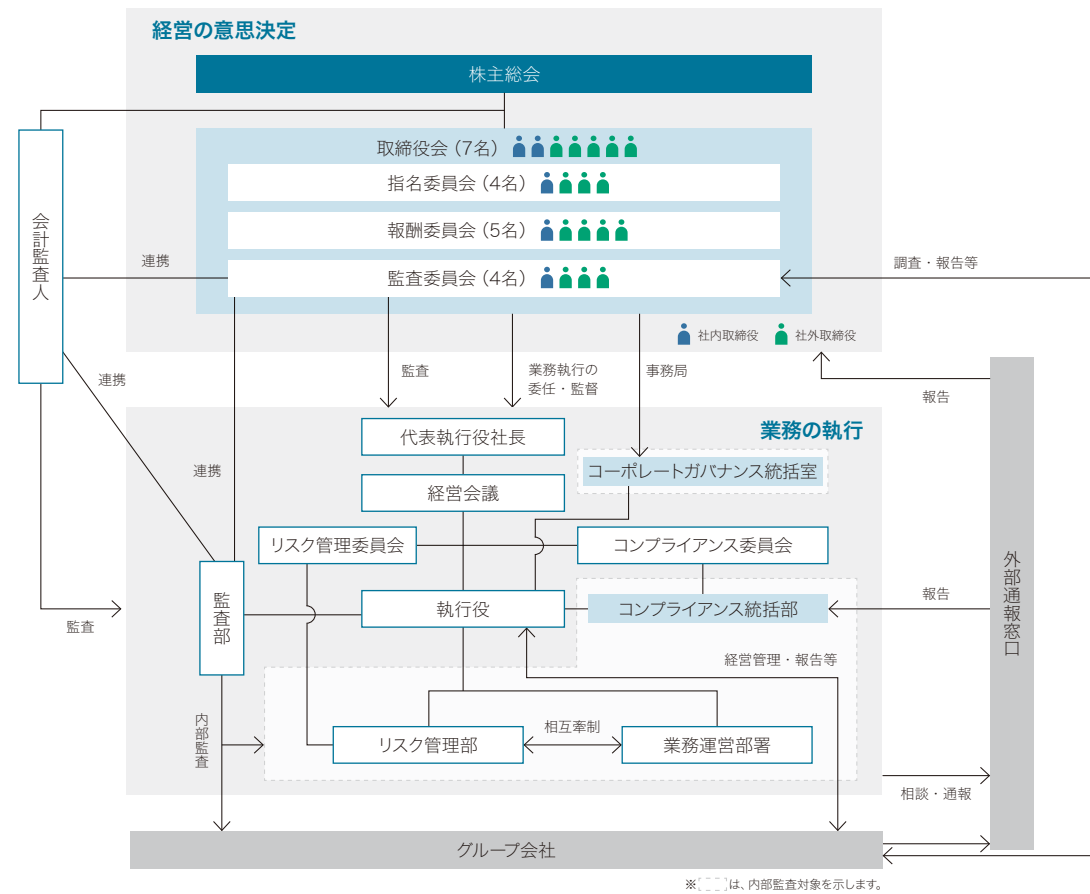 経営の意思決定
株主総会
取締役会(7名)
指名委員会(4名)
報酬委員会(5名)
監査委員会(4名)
社内取締役
社外取締役
会計監査人
連携
調査・報告等
連携
監査
業務執行の
委任・監督
事務局
報告
業務の執行
代表執行役社長
コーポレートガバナンス統括室
連携
経営会議
リスク管理委員会
コンプライアンス委員会
外部通報窓口
監査部
執行役
コンプライアンス統括部
報告
監査
経営管理・報告等
内部監査
リスク管理部
相互牽制
業務運営部署
相談・通報
グループ会社
※ は、内部監査対象を示します。